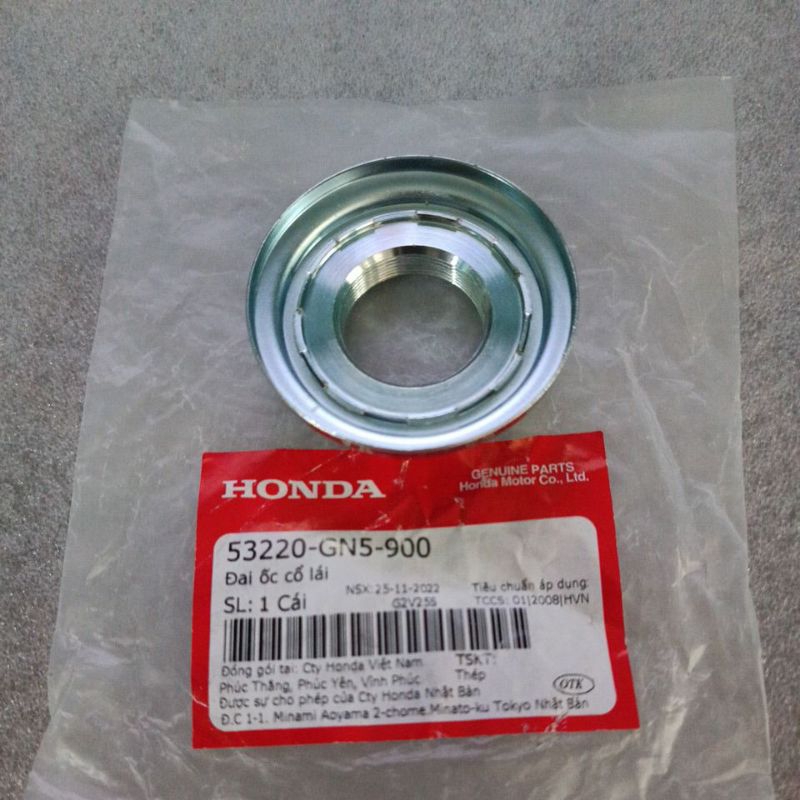 HONDA
GENUINE PARTS
Honda Motor Co., Ltd.
53220-GN5-900
Đai ốc cổ lái
NSX: 25-11-2022
Tiêu chuẩn áp dụng:
SL: 1 Cái
G2V25S
TCCS: 01|2008|HVN
Đóng gói tại: Cty Honda Việt Nam
TSKT:
Phúc Thắng, Phúc Yên, Vĩnh Phúc
Thép
OTK
Được sự cho phép của Cty Honda Nhật Bản
Đ.C 1-1. Minami Aoyama 2-chome.Minato-ku Tokyo Nhật Bản